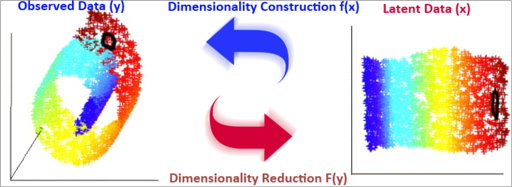 Observed Data (y)
Dimensionality Construction f(x)
Latent Data (x)
Dimensionality Reduction F(y)